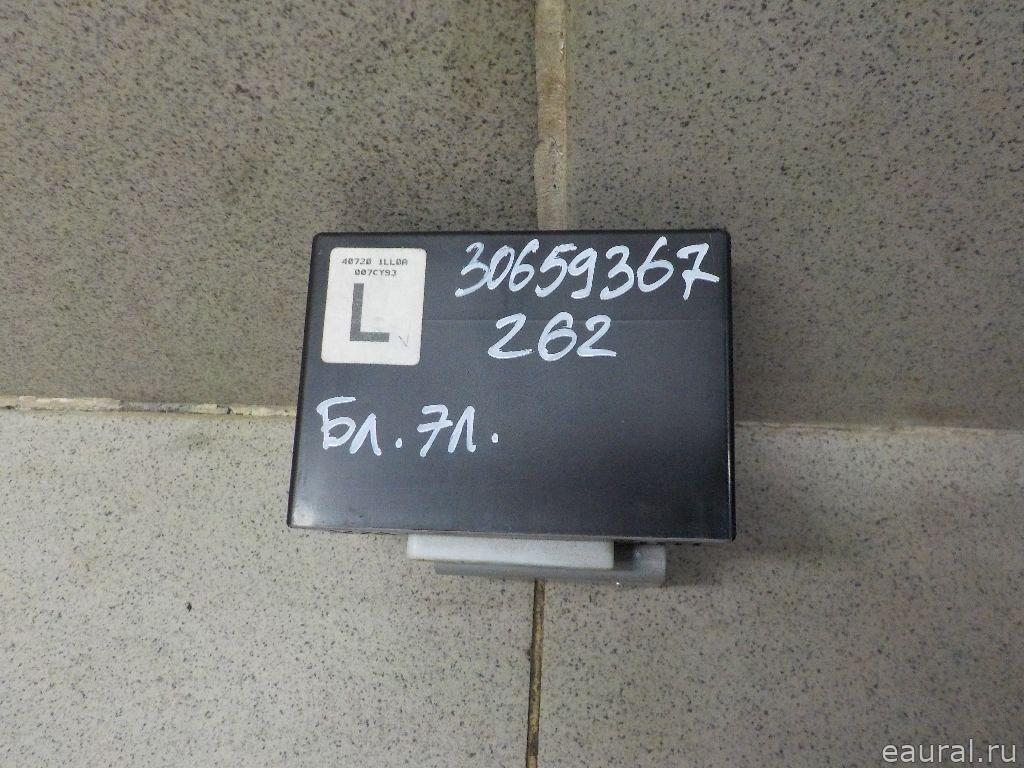 40720 1LL0A
007CY93
L
30659367
262
Бл. 7л.
eaural.ru